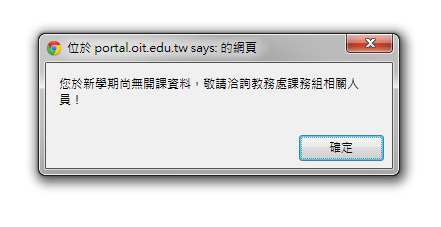 位於 portal.oit.edu.tw says: 的網頁
您於新學期尚無開課資料，敬請洽詢教務處課務組相關人
員！
確定